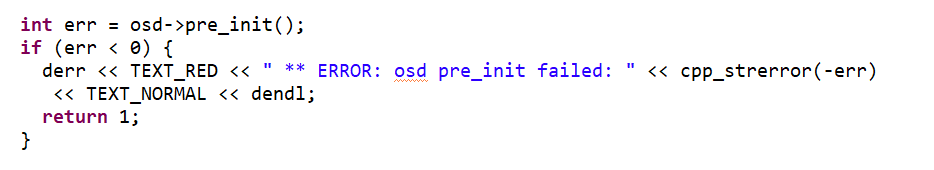 int err = osd->pre_init();
if (err < 0) {
  derr << TEXT_RED << " ** ERROR: osd pre_init failed: " << cpp_strerror(-err)
   << TEXT_NORMAL << dendl;
  return 1;
}